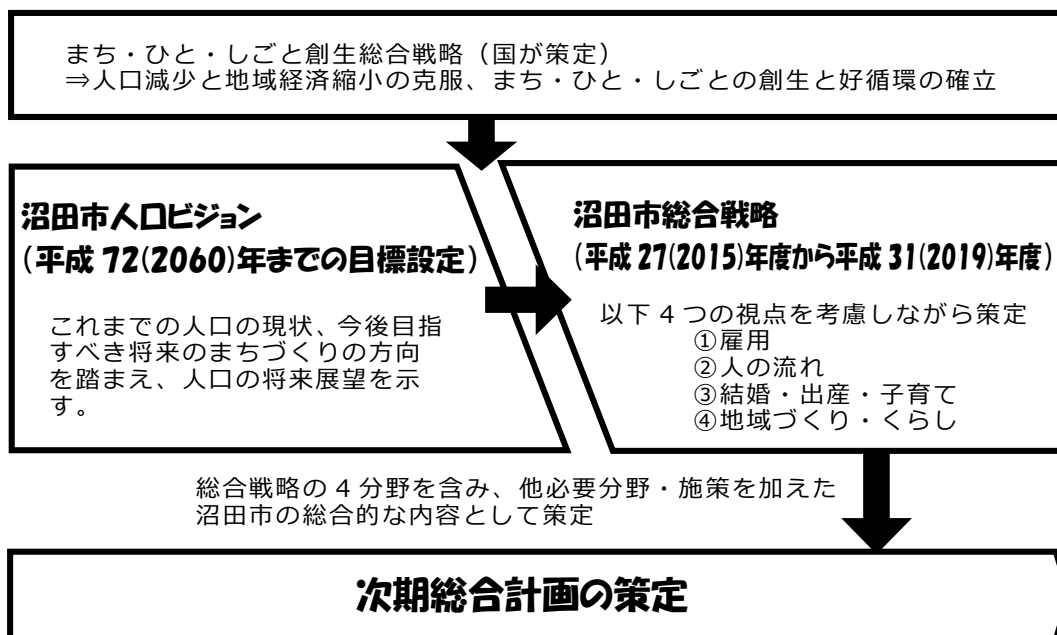 まち・ひと・しごと創生総合戦略（国が策定）
⇒人口減少と地域経済縮小の克服、まち・ひと・しごとの創生と好循環の確立
沼田市人口ビジョン
（平成 72(2060)年までの目標設定）
これまでの人口の現状、今後目指
すべき将来のまちづくりの方向
を踏まえ、人口の将来展望を示
す。
沼田市総合戦略
（平成 27(2015)年度から平成 31(2019)年度）
以下 4 つの視点を考慮しながら策定
①雇用
②人の流れ
③結婚・出産・子育て
④地域づくり・くらし
総合戦略の 4 分野を含み、他必要分野・施策を加えた
沼田市の総合的な内容として策定
次期総合計画の策定